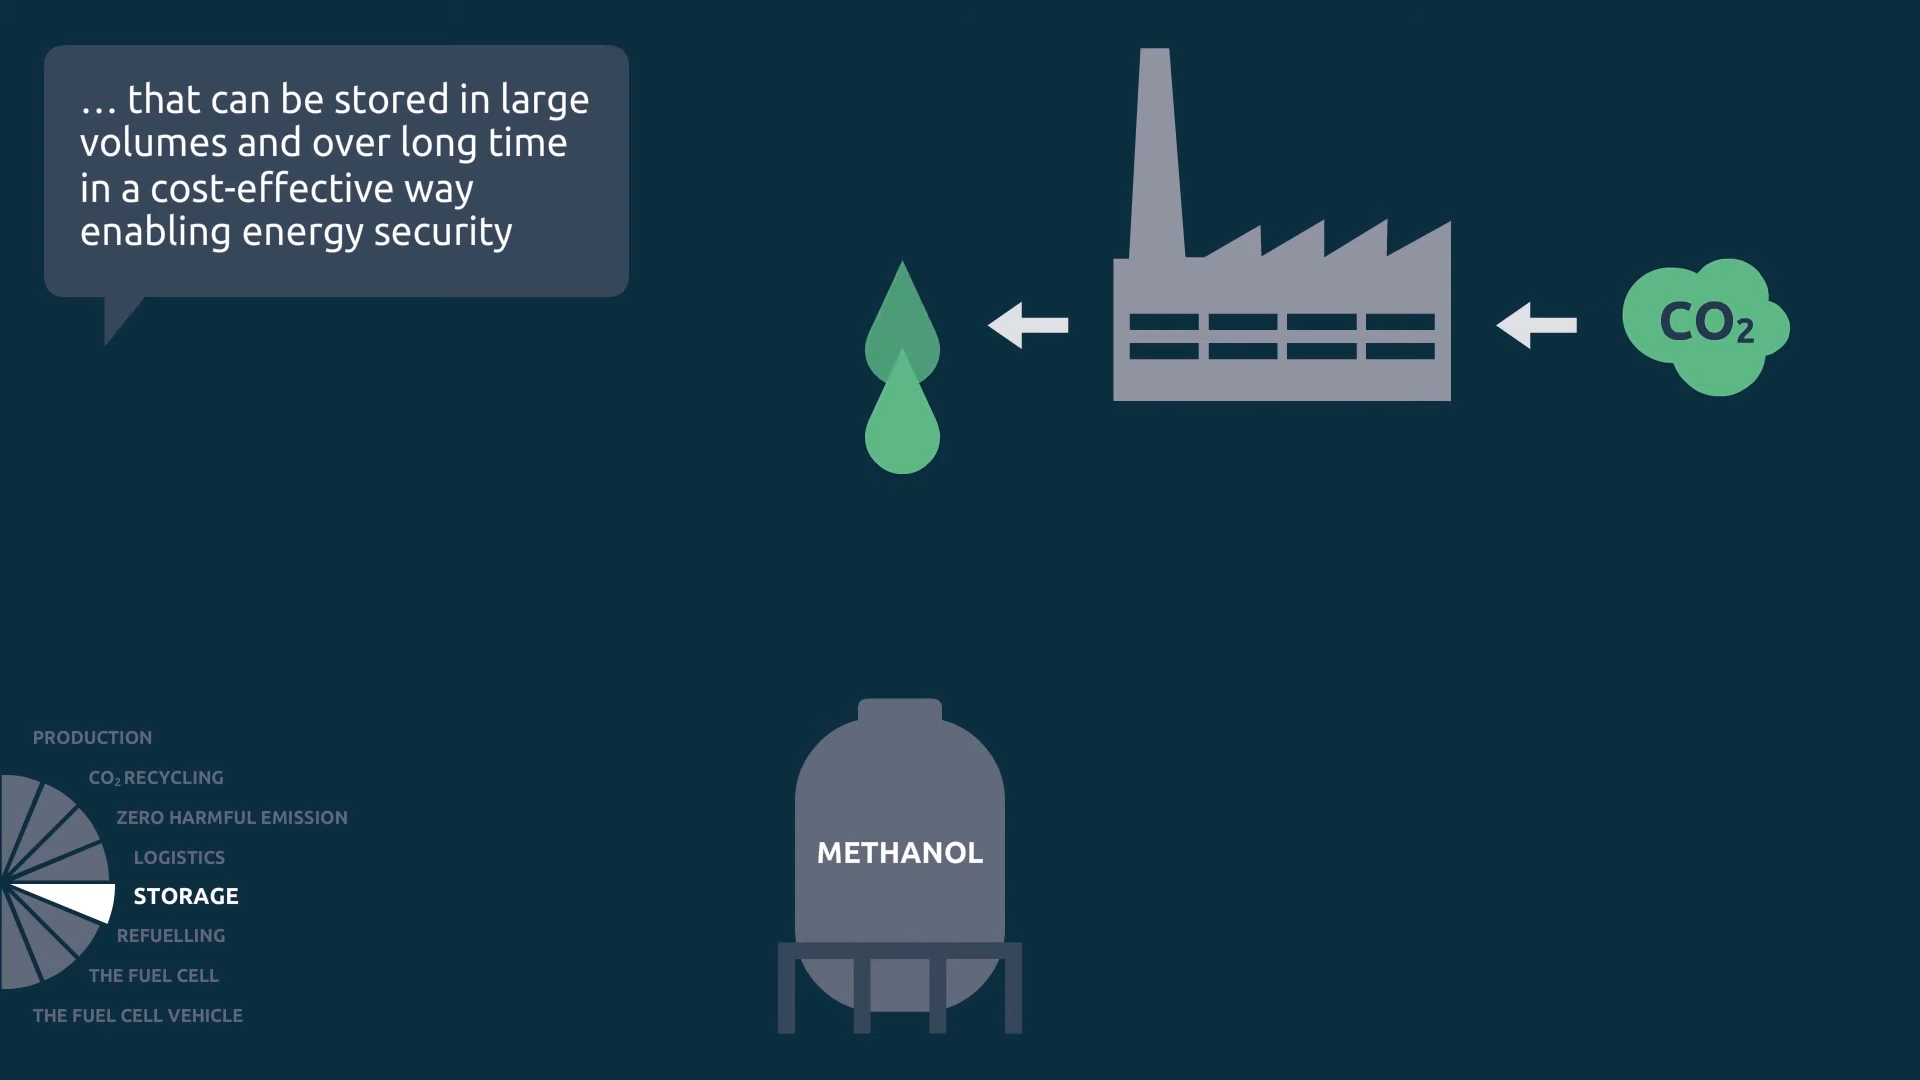 … that can be stored in large
volumes and over long time
in a cost-effective way
enabling energy security
CO₂
METHANOL
PRODUCTION
CO₂ RECYCLING
ZERO HARMFUL EMISSION
LOGISTICS
STORAGE
REFUELLING
THE FUEL CELL
THE FUEL CELL VEHICLE